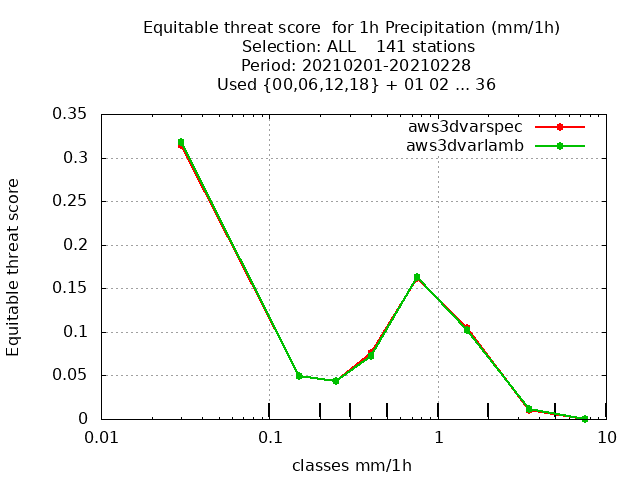 Equitable threat score  for 1h Precipitation (mm/1h)
Selection: ALL    141 stations
Period: 20210201-20210228
Used {00,06,12,18} + 01 02 ... 36
aws3dvarspec
aws3dvarlamb
0.35
0.3
0.25
0.2
0.15
0.1
0.05
0
Equitable threat score
0.01
0.1
1
10
classes mm/1h